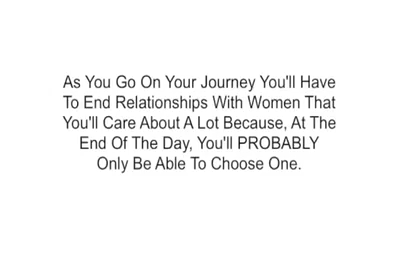 As You Go On Your Journey You'll Have
To End Relationships With Women That
You'll Care About A Lot Because, At The
End Of The Day, You'll PROBABLY
Only Be Able To Choose One.